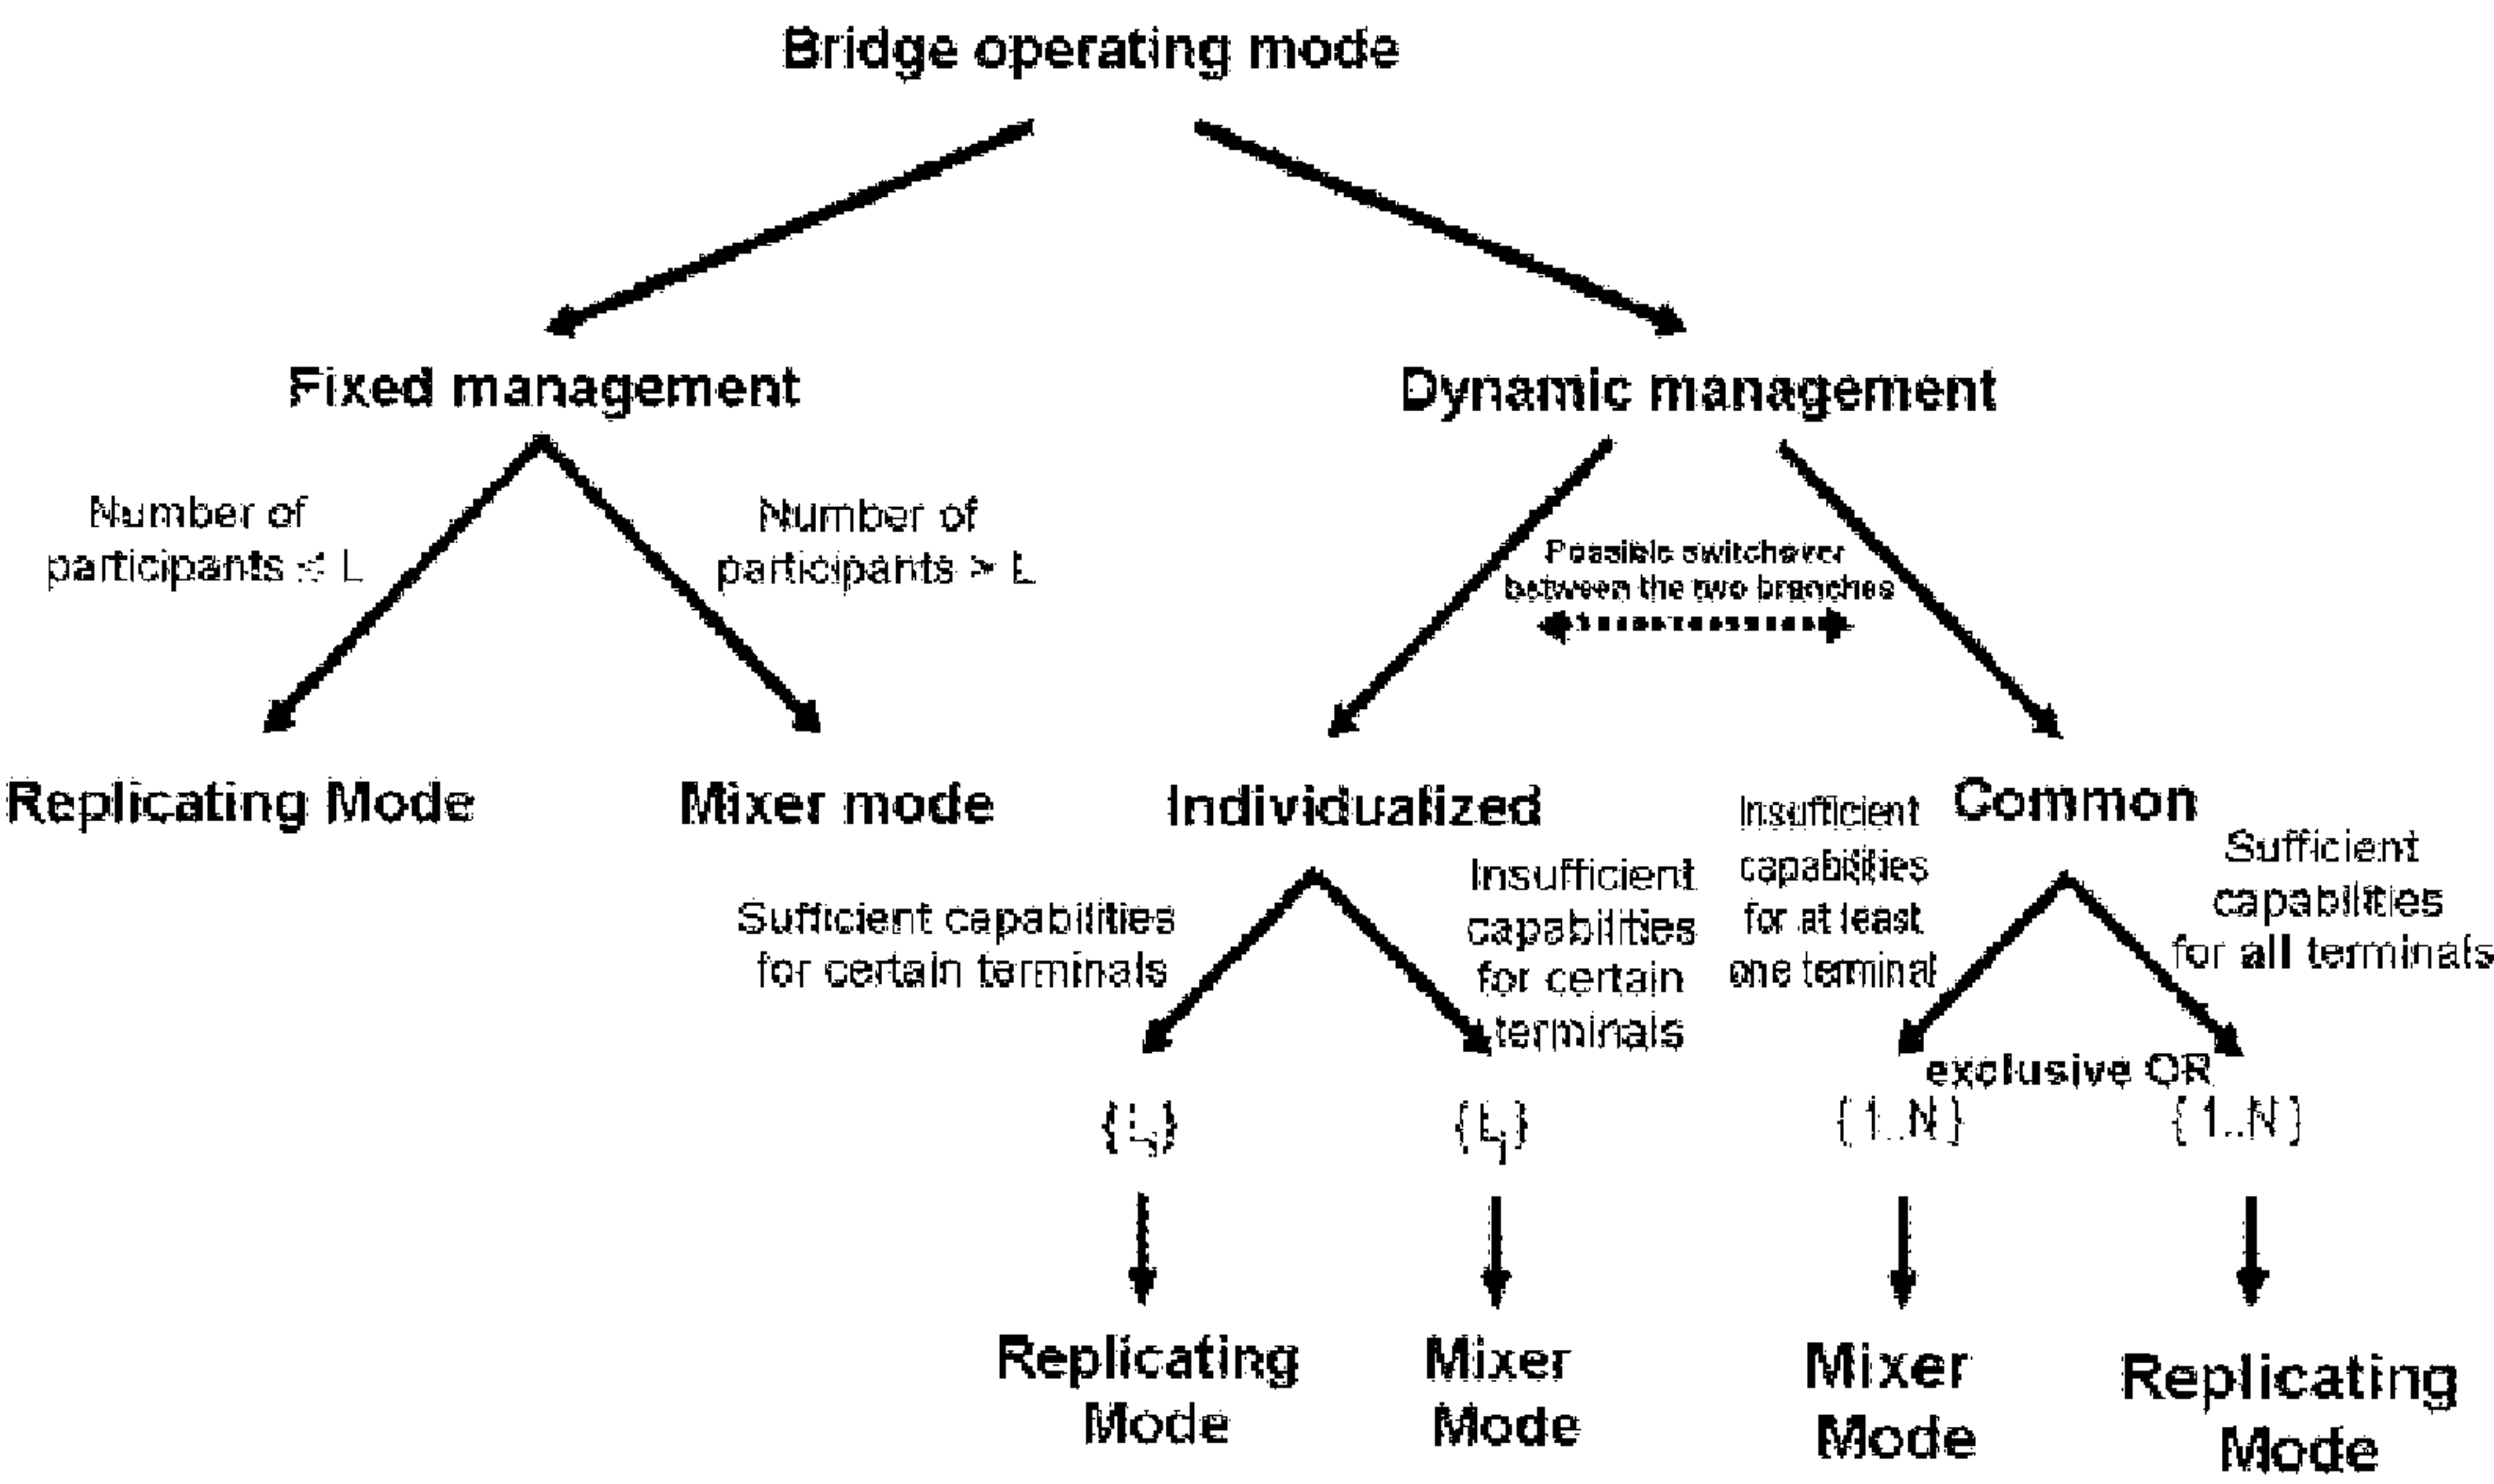 Bridge operating mode
Fixed management
Dynamic management
Number of
participants ≤ L
Number of
participants > L
Possible switchover
between the two branches
Replicating Mode
Mixer mode
Individualized
Common
Sufficient capabilities
for certain terminals
Insufficient
capabilities
for certain
terminals
Insufficient
capabilities
for at least
one terminal
Sufficient
capabilities
for all terminals
exclusive OR
{1..N}
{1..N}
Replicating
Mode
Mixer
Mode
Mixer
Mode
Replicating
Mode